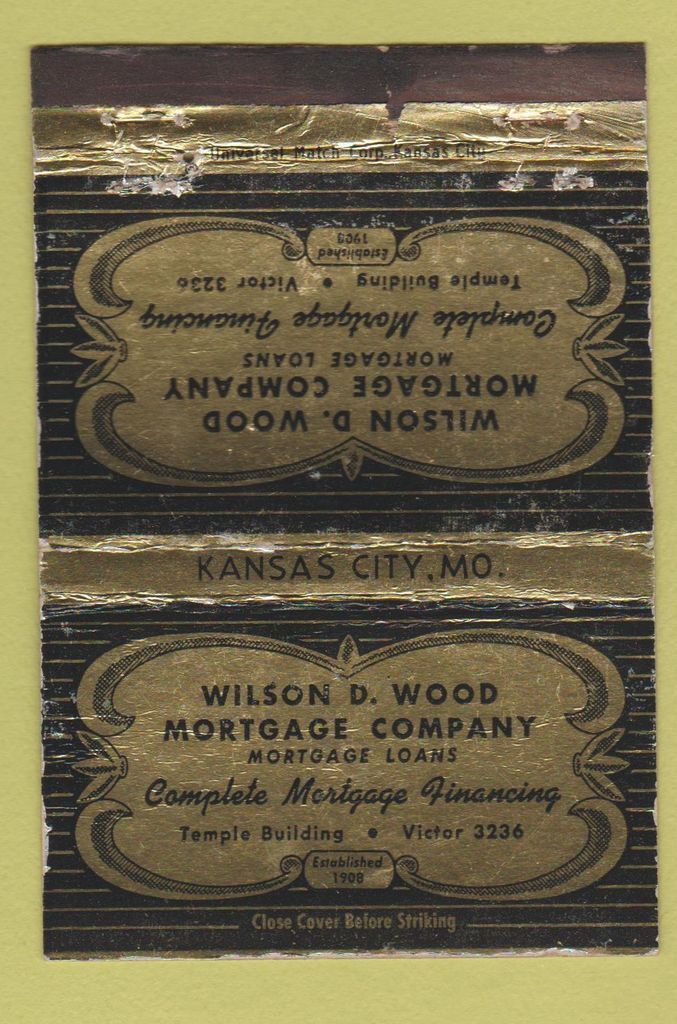 Universal Match Corp. Kansas City
Established
1908
Temple Building • Victor 3236
Complete Mortgage Financing
MORTGAGE LOANS
MORTGAGE COMPANY
WILSON D. WOOD
KANSAS CITY, MO.
WILSON D. WOOD
MORTGAGE COMPANY
MORTGAGE LOANS
Complete Mortgage Financing
Temple Building • Victor 3236
Established
1908
Close Cover Before Striking